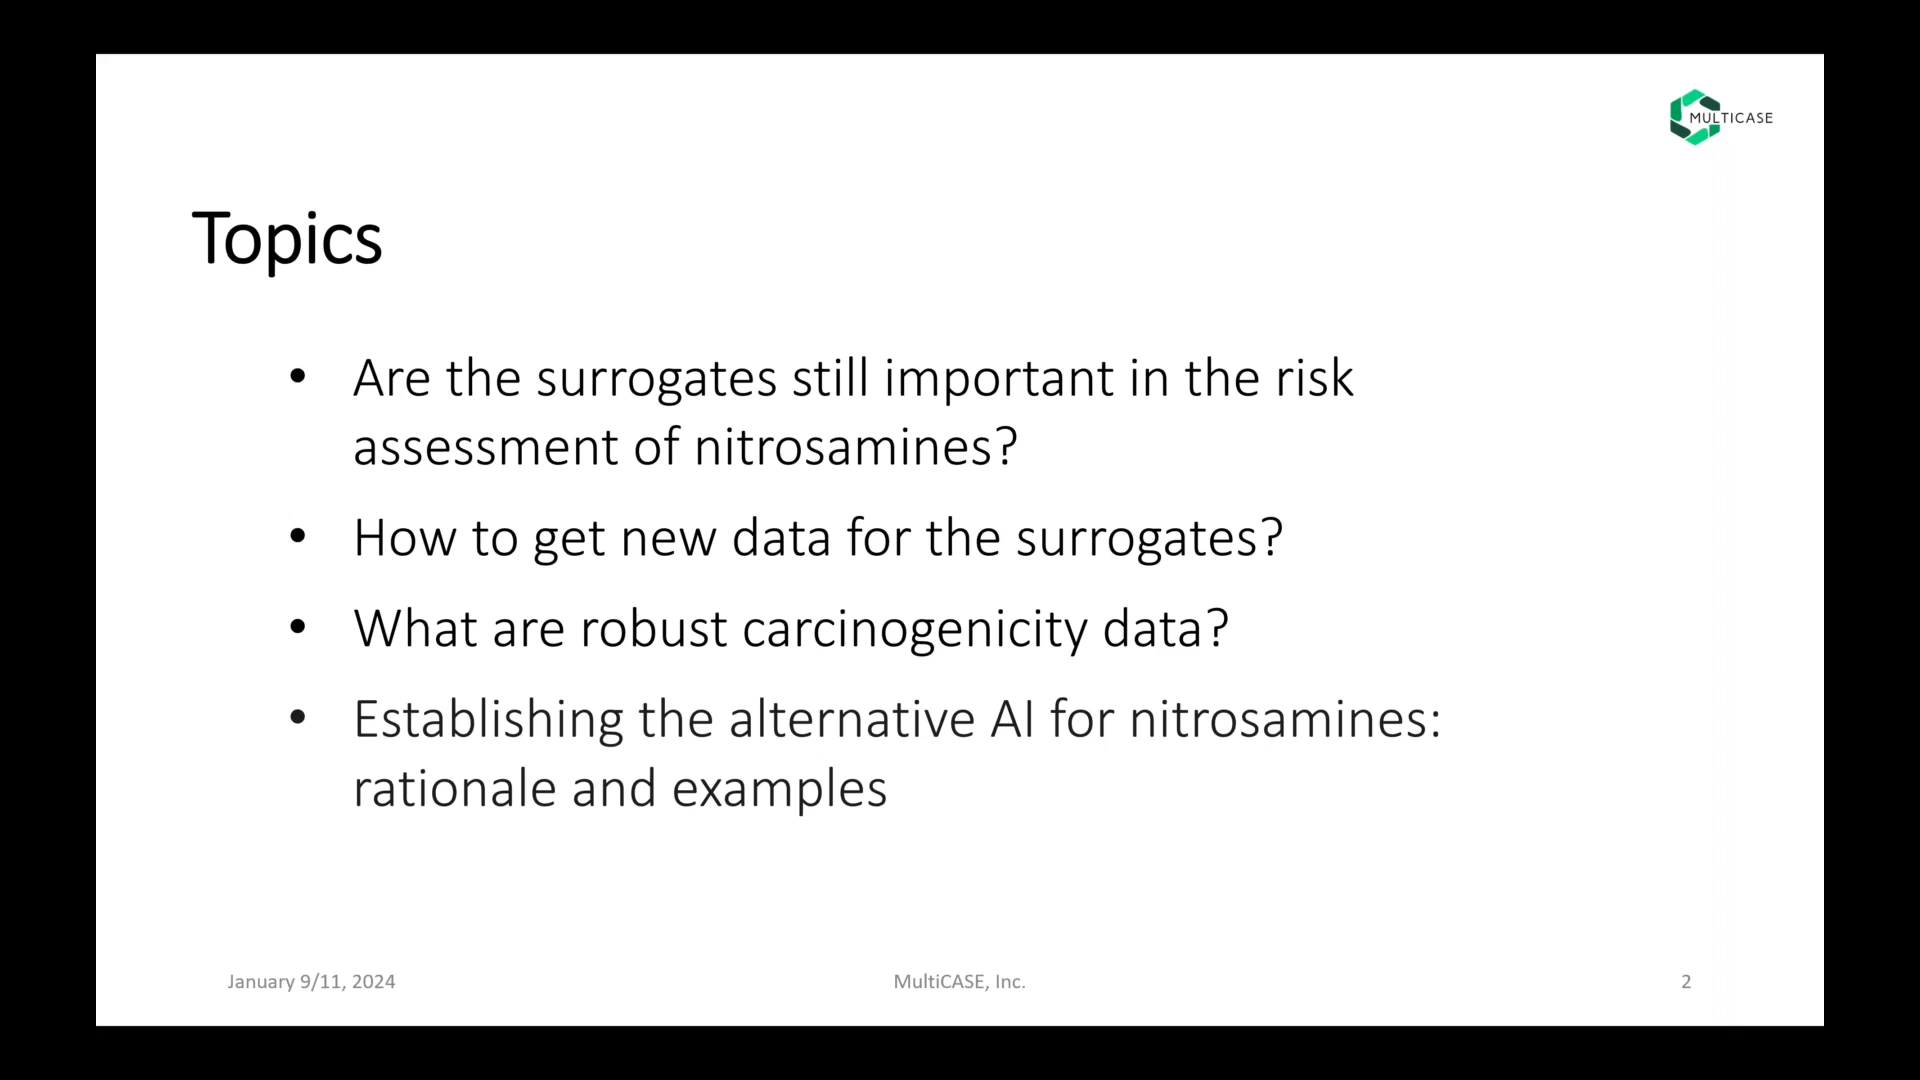 MULTICASE
Topics
• Are the surrogates still important in the risk
assessment of nitrosamines?
• How to get new data for the surrogates?
• What are robust carcinogenicity data?
• Establishing the alternative AI for nitrosamines:
rationale and examples
January 9/11, 2024
MultiCASE, Inc.
2